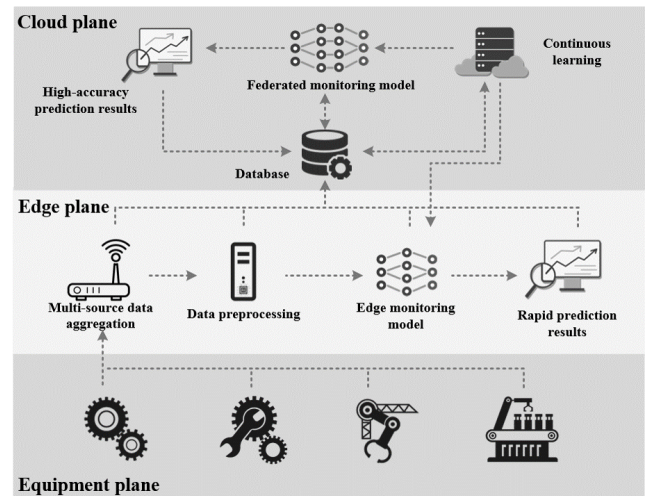 Cloud plane
Continuous
learning
High-accuracy
prediction results
Federated monitoring model
Database
Edge plane
Multi-source data
aggregation
Data preprocessing
Edge monitoring
model
Rapid prediction
results
Equipment plane